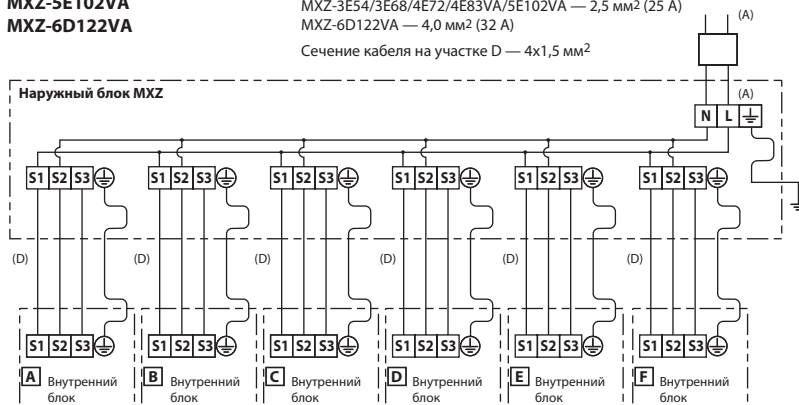 MXZ-5E102VA
MXZ-6D122VA
MXZ-3E54/3E68/4E72/4E83VA/5E102VA — 2,5 мм² (25 А)
MXZ-6D122VA — 4,0 мм² (32 А)
Сечение кабеля на участке D — 4x1,5 мм²
(A)
Наружный блок MXZ
(A)
N L
S1 S2 S3 S1 S2 S3 S1 S2 S3 S1 S2 S3 S1 S2 S3 S1 S2 S3
(D) (D) (D) (D) (D) (D)
S1 S2 S3 S1 S2 S3 S1 S2 S3 S1 S2 S3 S1 S2 S3 S1 S2 S3
A Внутренний B Внутренний C Внутренний D Внутренний E Внутренний F Внутренний
блок блок блок блок блок блок